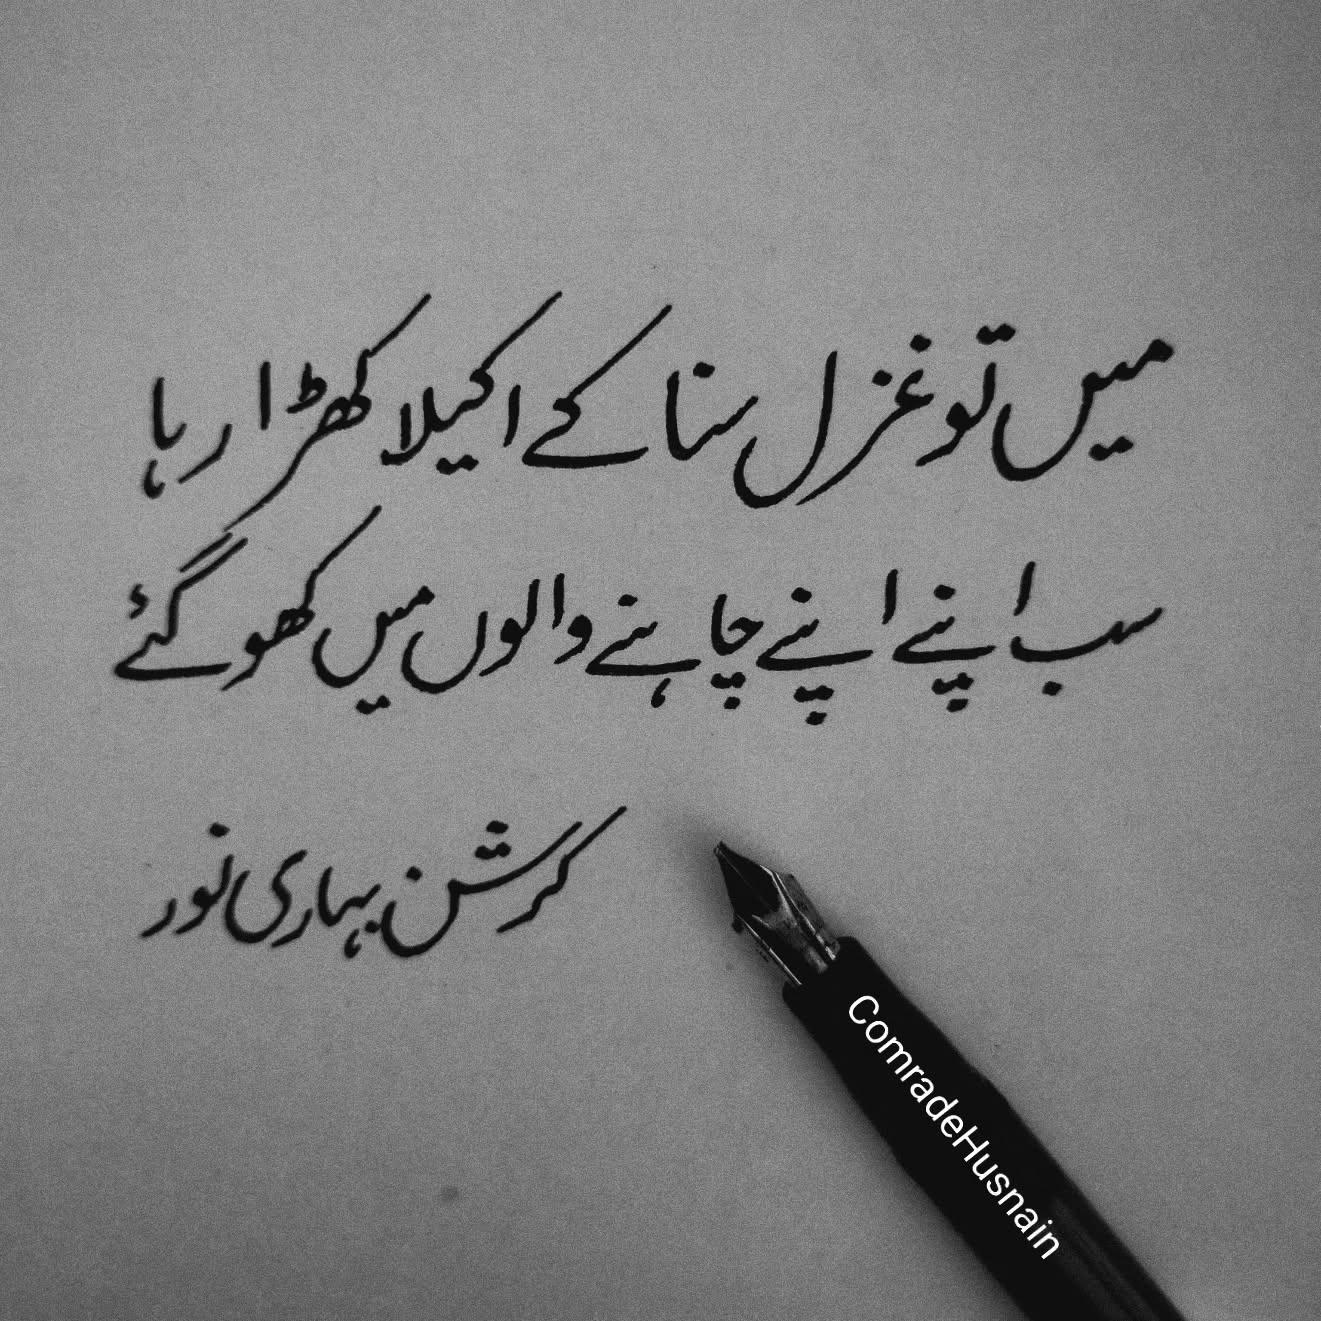 میں تو غزل سنا کے اکیلا کھڑا رہا
سب اپنے اپنے چاہنے والوں میں کھو گئے
کرشن بہاری نور
ComradeHusnain